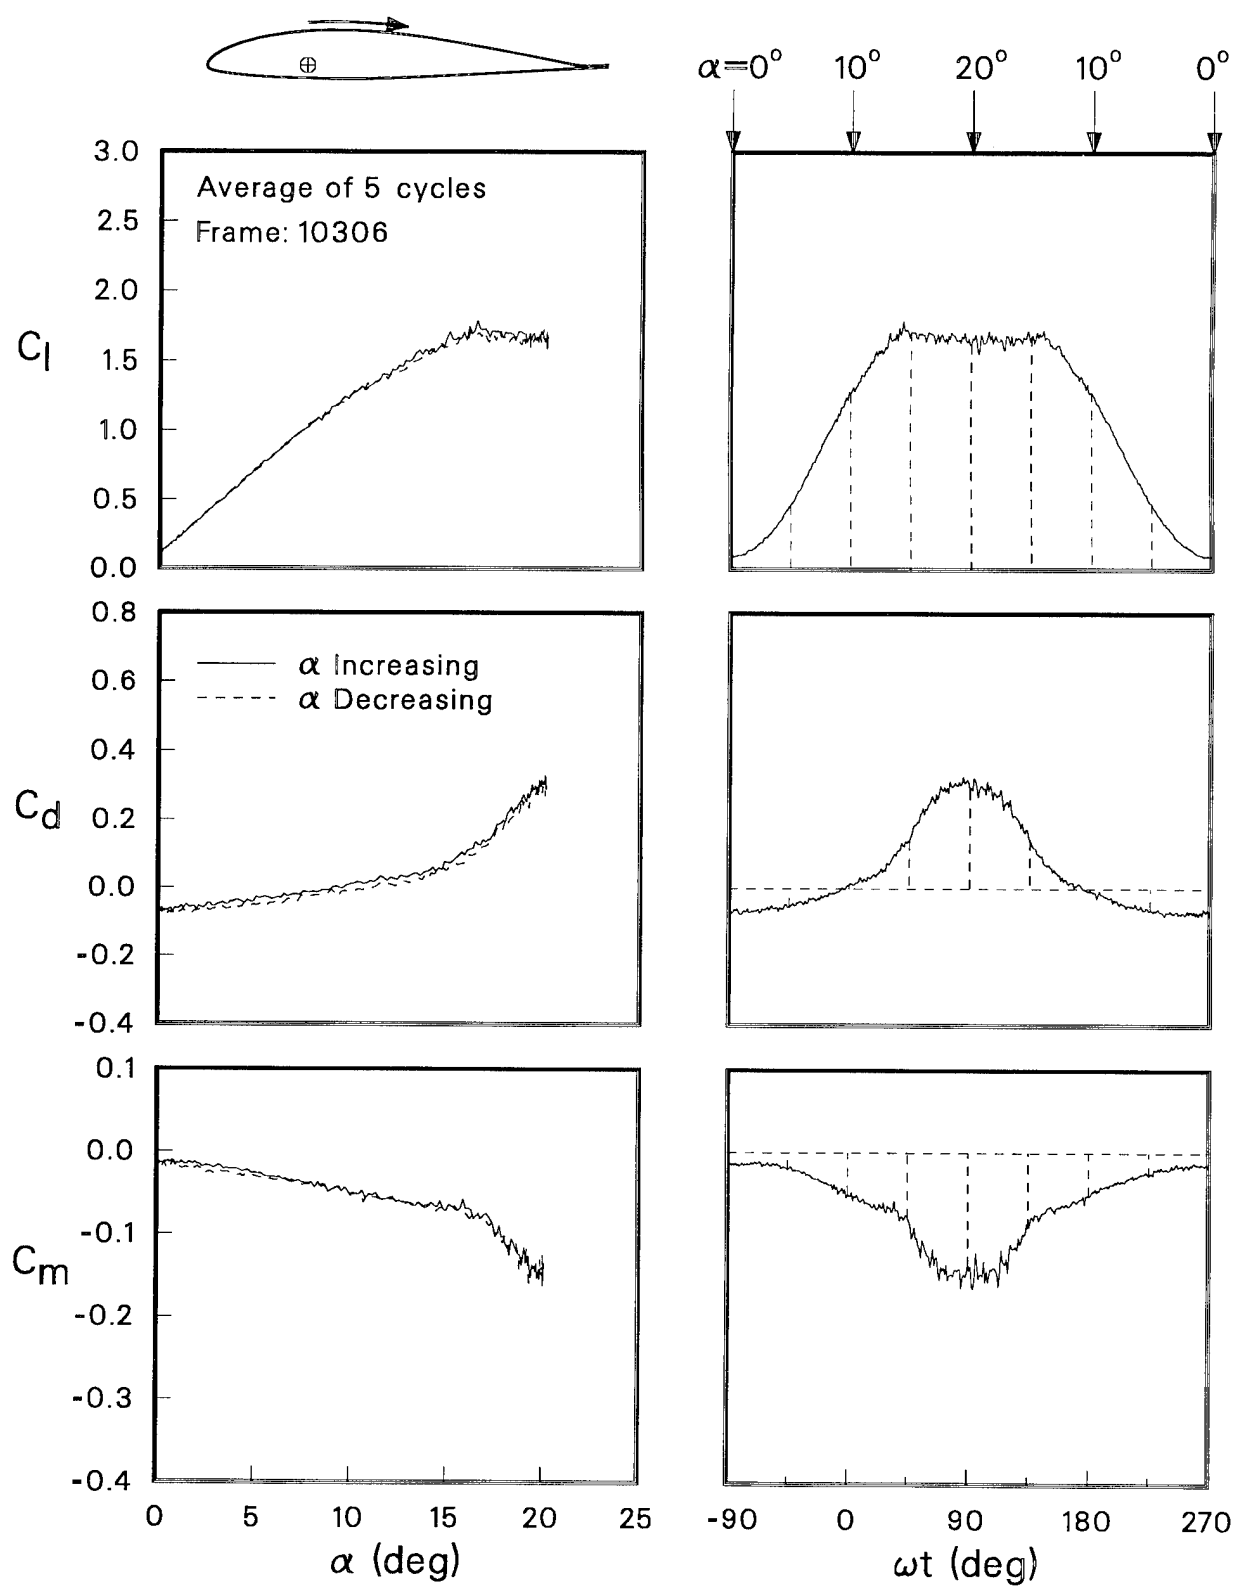 α=0° 10° 20° 10° 0°
3.0
Average of 5 cycles
2.5
Frame: 10306
2.0
Cl
1.5
1.0
0.5
0.0
0.8
α Increasing
0.6
α Decreasing
0.4
Cd
0.2
0.0
-0.2
-0.4
0.1
0.0
-0.1
Cm
-0.2
-0.3
-0.4
0 5 10 15 20 25
α (deg)
-90 0 90 180 270
ωt (deg)